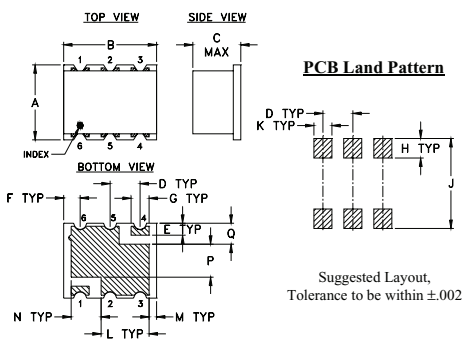 TOP VIEW
SIDE VIEW
B
C
MAX
1 2 3
A
6 5 4
INDEX
PCB Land Pattern
D TYP
K TYP
H TYP
J
BOTTOM VIEW
F TYP
D TYP
G TYP
6 5 4
E TYP
Q
P
1 2 3
N TYP
M TYP
L TYP
Suggested Layout,
Tolerance to be within ±.002